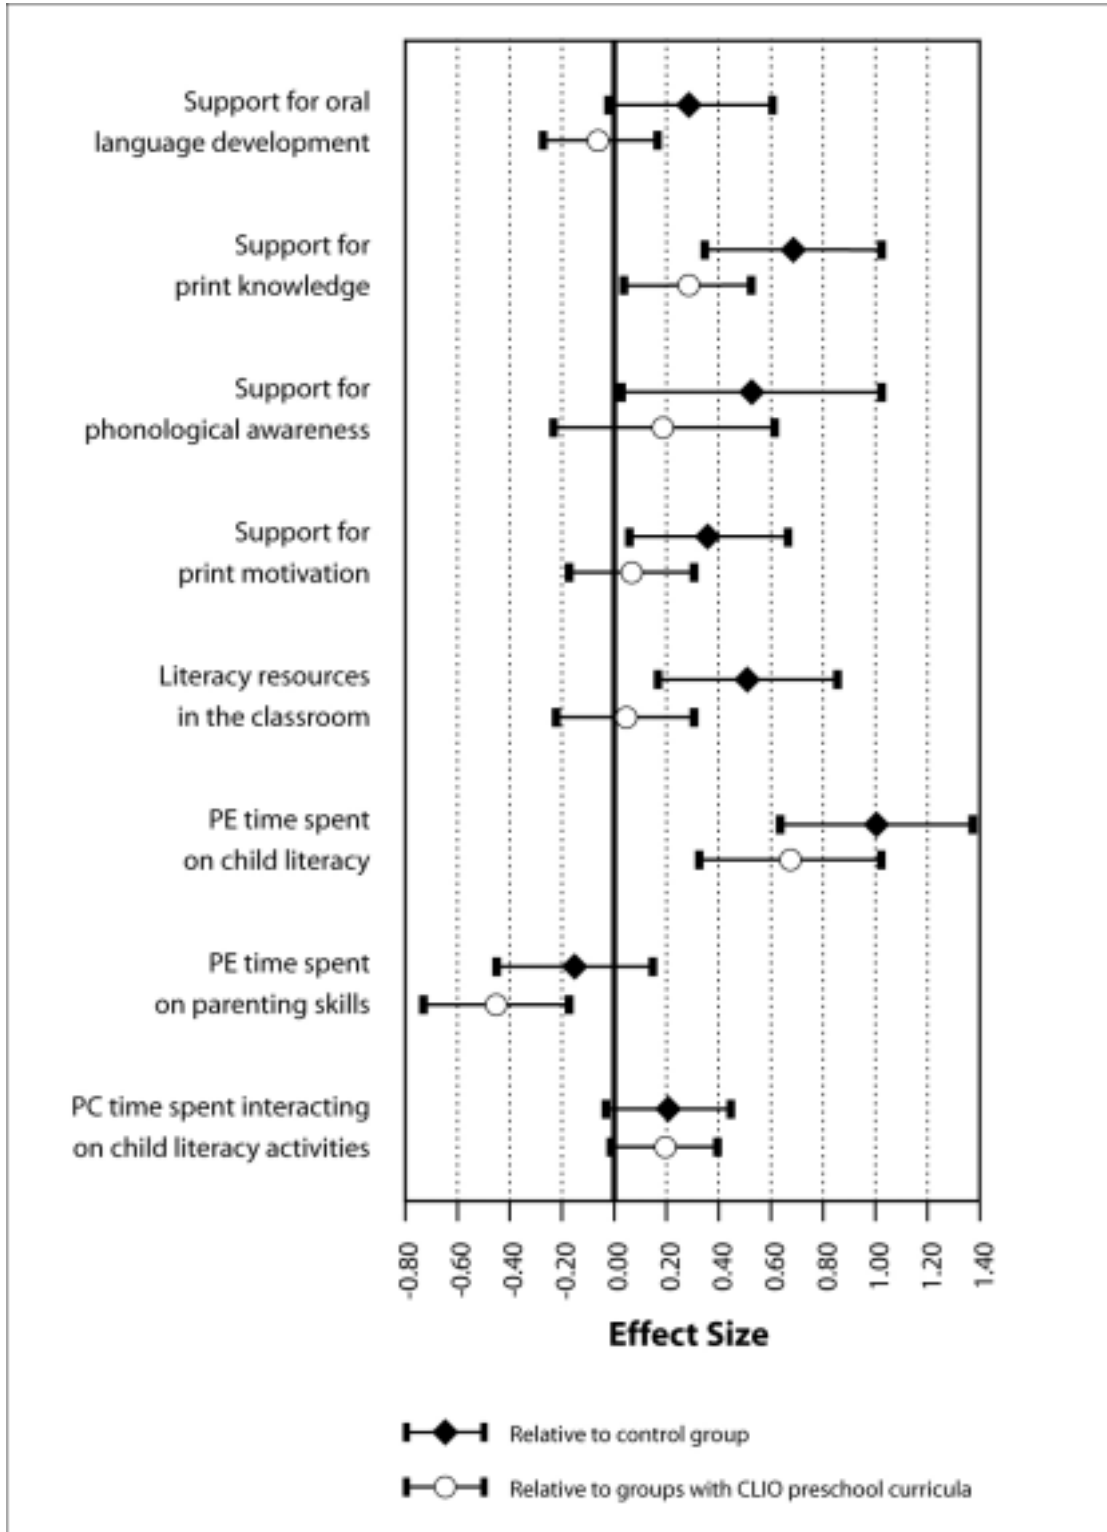 Support for oral
language development
Support for
print knowledge
Support for
phonological awareness
Support for
print motivation
Literacy resources
in the classroom
PE time spent
on child literacy
PE time spent
on parenting skills
PC time spent interacting
on child literacy activities
-0.80
-0.60
-0.40
-0.20
0.00
0.20
0.40
0.60
0.80
1.00
1.20
1.40
Effect Size
Relative to control group
Relative to groups with CLIO preschool curricula